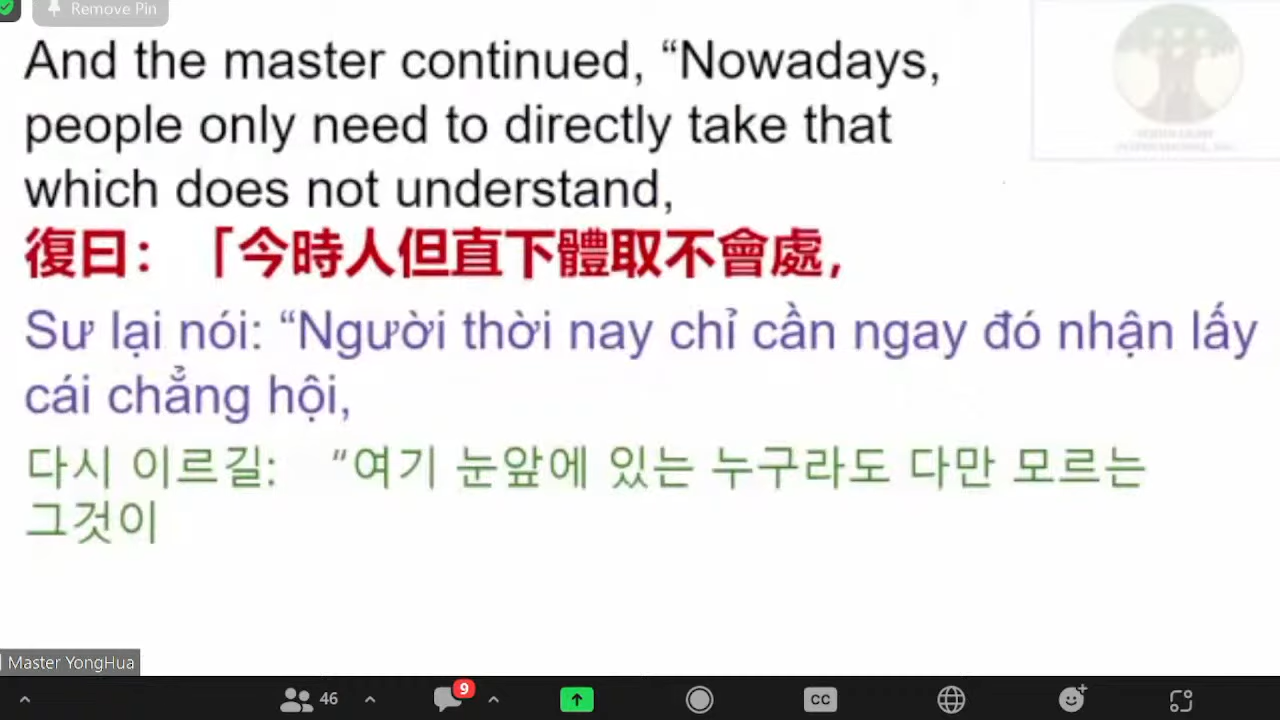 Remove Pin
And the master continued, “Nowadays,
people only need to directly take that
which does not understand,
復曰：「今時人但直下體取不會處，
Sư lại nói: “Người thời nay chỉ cần ngay đó nhận lấy
cái chẳng hội,
다시 이르길: “여기 눈앞에 있는 누구라도 다만 모르는
그것이
Master YongHua
46
9
CC